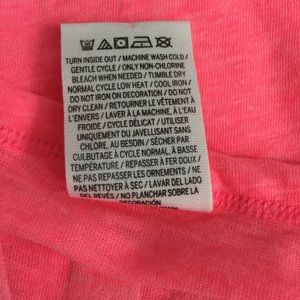 TURN INSIDE OUT / MACHINE WASH COLD /
GENTLE CYCLE / ONLY NON-CHLORINE
BLEACH WHEN NEEDED / TUMBLE DRY
NORMAL CYCLE LOW HEAT / COOL IRON /
DO NOT IRON ON DECORATION / DO NOT
DRY CLEAN / RETOURNER LE VÊTEMENT À
L'ENVERS / LAVER À LA MACHINE, À L'EAU
FROIDE / CYCLE DÉLICAT / UTILISER
UNIQUEMENT UN JAVELLISANT SANS
CHLORE, AU BESOIN / SÉCHER PAR
CULBUTAGE À CYCLE NORMAL, À BASSE
TEMPÉRATURE / REPASSER À FER DOUX /
NE PAS REPASSER LES ORNEMENTS / NE
PAS NETTOYER À SEC / LAVAR DEL LADO
DEL REVÉS / NO PLANCHAR SOBRE LA
DECORACIÓN